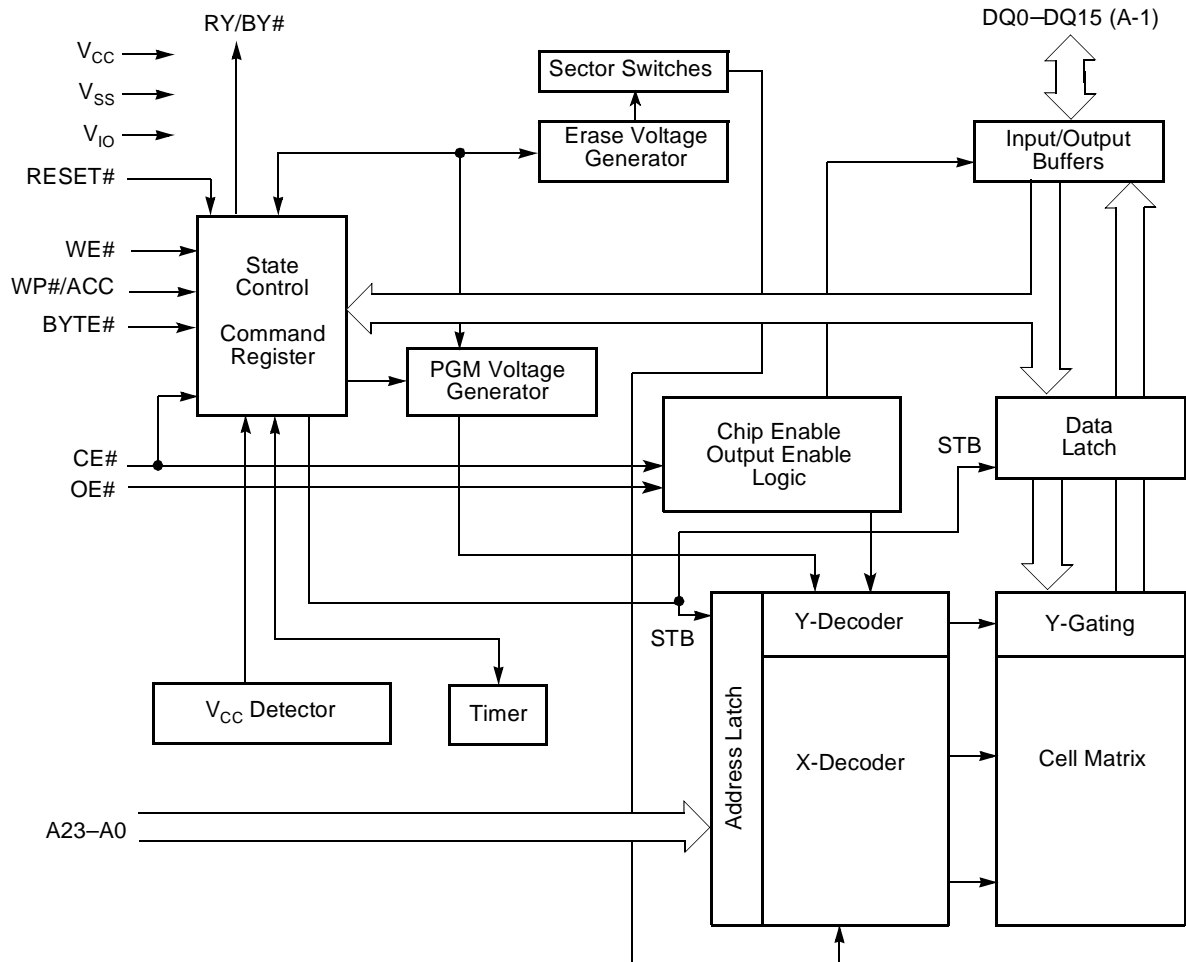 RY/BY#
DQ0–DQ15 (A-1)
VCC
VSS
VIO
RESET#
WE#
WP#/ACC
BYTE#
CE#
OE#
A23–A0
Sector Switches
Erase Voltage
Generator
Input/Output
Buffers
State
Control
Command
Register
PGM Voltage
Generator
Chip Enable
Output Enable
Logic
STB
Data
Latch
STB
Y-Decoder
Y-Gating
VCC Detector
Timer
Address Latch
X-Decoder
Cell Matrix